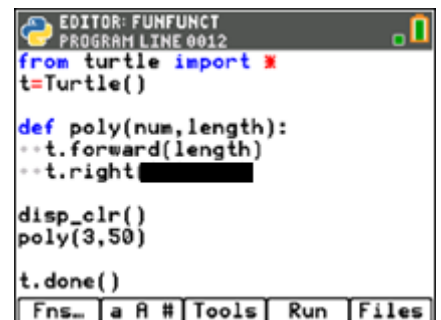 EDITOR: FUNFUNCT
PROGRAM LINE 0012
from turtle import *
t=Turtle()
def poly(num,length):
••t.forward(length)
••t.right(
disp_clr()
poly(3,50)
t.done()
Fns… a A # Tools Run Files